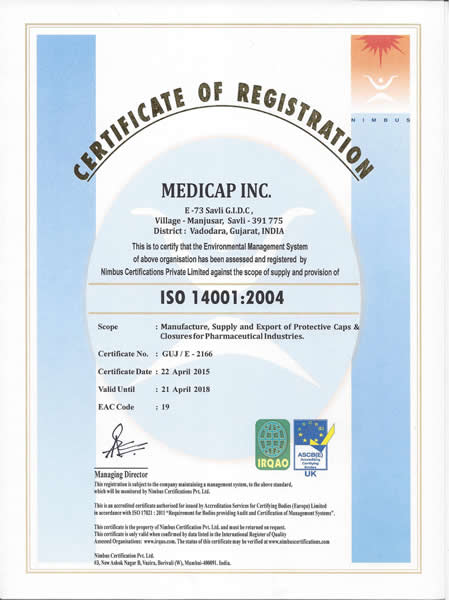 NIMBUS
CERTIFICATE OF REGISTRATION
MEDICAP INC.
E -73 Savli G.I.D.C ,
Village - Manjusar, Savli - 391 775
District : Vadodara, Gujarat, INDIA
This is to certify that the Environmental Management System
of above organisation has been assessed and registered by
Nimbus Certifications Private Limited against the scope of supply and provision of
ISO 14001:2004
Scope : Manufacture, Supply and Export of Protective Caps &
Closures for Pharmaceutical Industries.
Certificate No. : GUJ / E - 2166
Certificate Date : 22 April 2015
Valid Until : 21 April 2018
EAC Code : 19
IRQAO
ASCB(E)
Accrediting
Certifying
Bodies
UK
Managing Director
This registration is subject to the company maintaining a management system, to the above standard,
which will be monitored by Nimbus Certifications Pvt. Ltd.
This is an accredited certificate authorised for issued by Accreditation Services for Certifying Bodies (Europe) Limited
in accordance with ISO 17021 : 2011 "Requirement for Bodies providing Audit and Certification of Management Systems".
This certificate is the property of Nimbus Certification Pvt. Ltd. and must be returned on request.
This certificate is only valid when confirmed by data listed in the International Register of Quality
Assessed Organisations: www.irqao.com. The status of this certificate may be verified at www.nimbuscertifications.com
Nimbus Certification Pvt. Ltd.
#3, New Ashok Nagar B, Vazira, Borivali (W), Mumbai-400091. India.